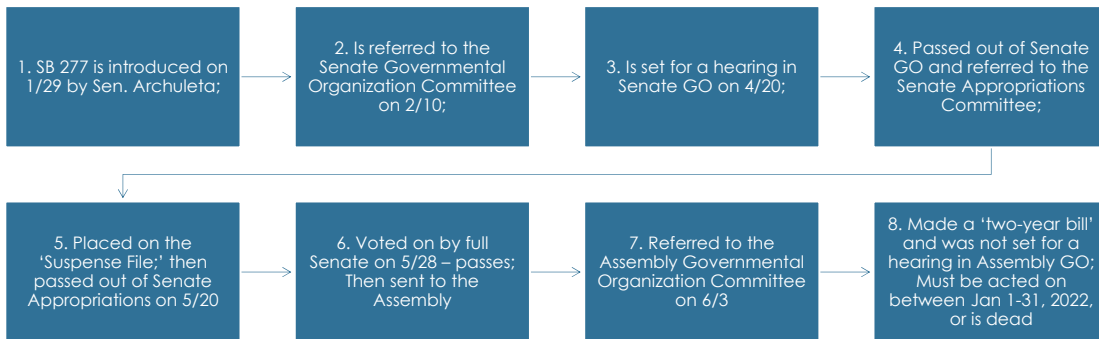 1. SB 277 is introduced on
1/29 by Sen. Archuleta;
2. Is referred to the
Senate Governmental
Organization Committee
on 2/10;
3. Is set for a hearing in
Senate GO on 4/20;
4. Passed out of Senate
GO and referred to the
Senate Appropriations
Committee;
5. Placed on the
‘Suspense File;’ then
passed out of Senate
Appropriations on 5/20
6. Voted on by full
Senate on 5/28 – passes;
Then sent to the
Assembly
7. Referred to the
Assembly Governmental
Organization Committee
on 6/3
8. Made a ‘two-year bill’
and was not set for a
hearing in Assembly GO;
Must be acted on
between Jan 1-31, 2022,
or is dead